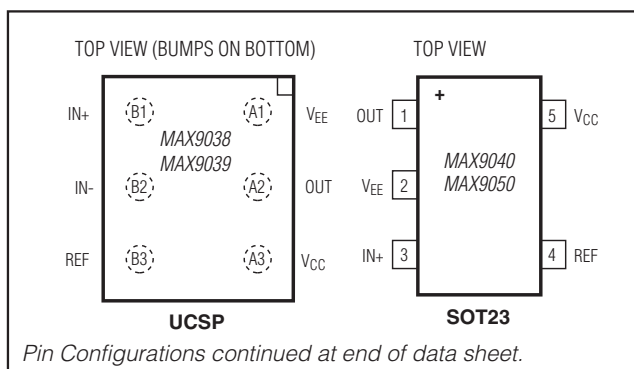 TOP VIEW (BUMPS ON BOTTOM)
IN+ B1 A1 VEE
MAX9038
MAX9039
IN- B2 A2 OUT
REF B3 A3 VCC
UCSP
TOP VIEW
+
OUT 1 5 VCC
MAX9040
MAX9050
VEE 2
IN+ 3 4 REF
SOT23
Pin Configurations continued at end of data sheet.